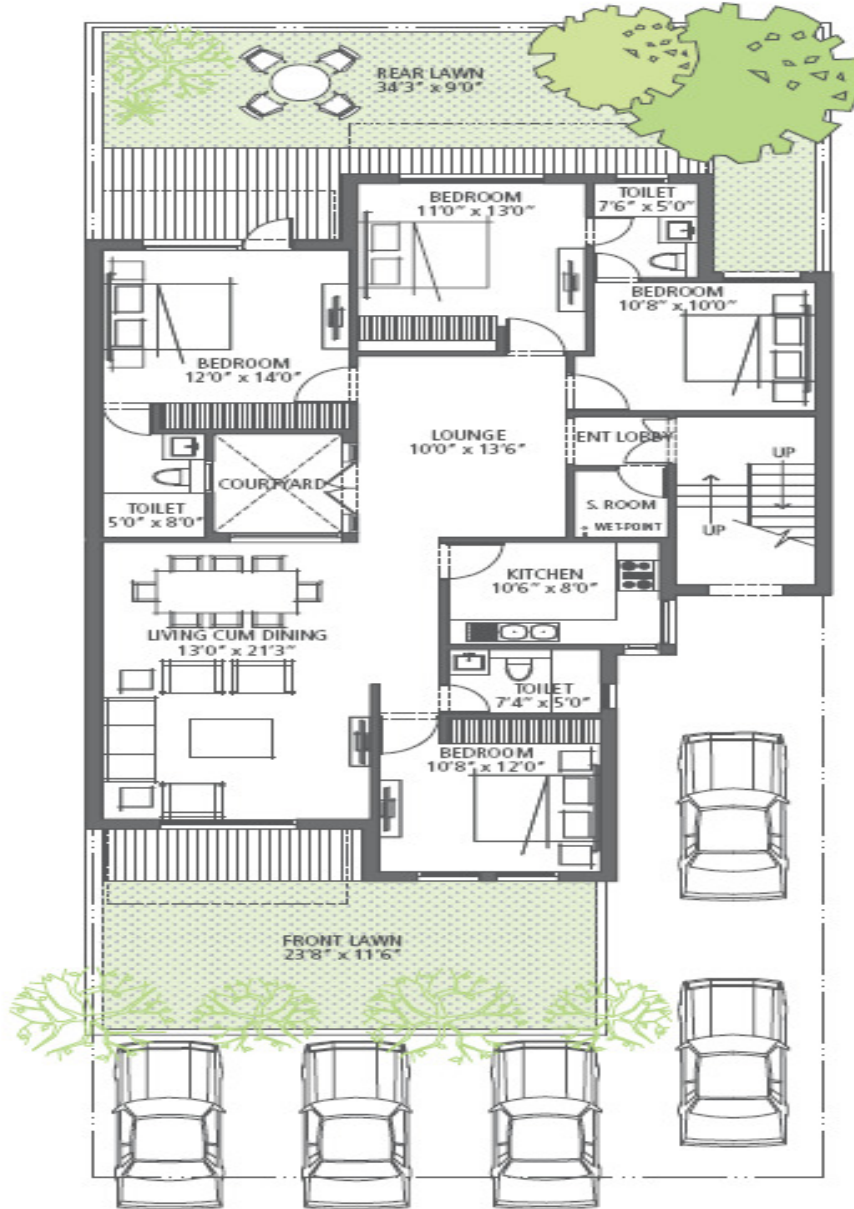 REAR LAWN
34'3" x 9'0"
BEDROOM
11'0" x 13'0"
TOILET
7'6" x 5'0"
BEDROOM
10'8" x 10'0"
BEDROOM
12'0" x 14'0"
LOUNGE
10'0" x 13'6"
ENT LOBBY
UP
COURTYARD
TOILET
5'0" x 8'0"
S. ROOM
WET-POINT
UP
KITCHEN
10'6" x 8'0"
LIVING CUM DINING
13'0" x 21'3"
TOILET
7'4" x 5'0"
BEDROOM
10'8" x 12'0"
FRONT LAWN
23'8" x 11'6"